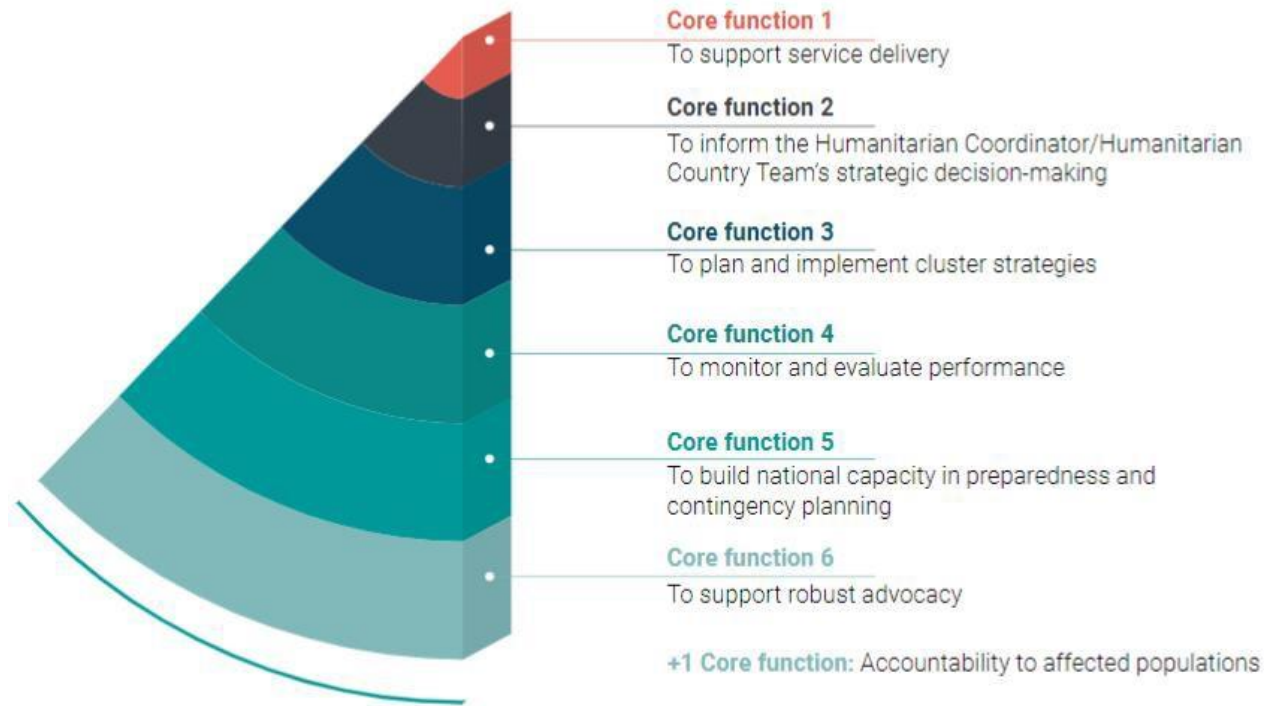 Core function 1
To support service delivery
Core function 2
To inform the Humanitarian Coordinator/Humanitarian
Country Team's strategic decision-making
Core function 3
To plan and implement cluster strategies
Core function 4
To monitor and evaluate performance
Core function 5
To build national capacity in preparedness and
contingency planning
Core function 6
To support robust advocacy
+1 Core function: Accountability to affected populations